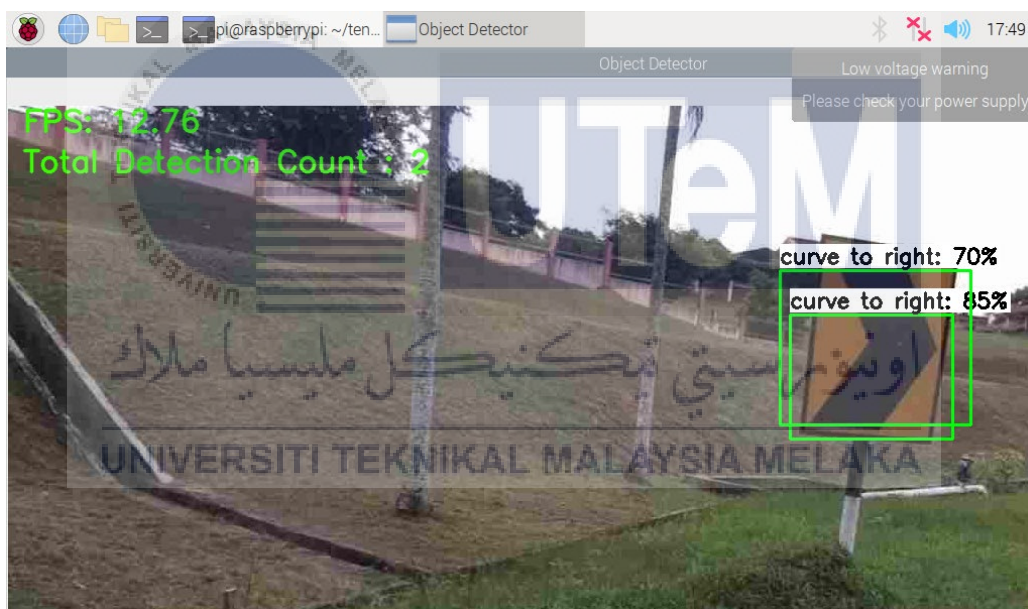 pi@raspberrypi: ~/ten...
Object Detector
17:49
Object Detector
Low voltage warning
Please check your power supply
FPS: 12.76
Total Detection Count : 2
UTeM
curve to right: 70%
curve to right: 85%
اونيورسيتي تيكنيكل مليسيا ملاك
UNIVERSITI TEKNIKAL MALAYSIA MELAKA